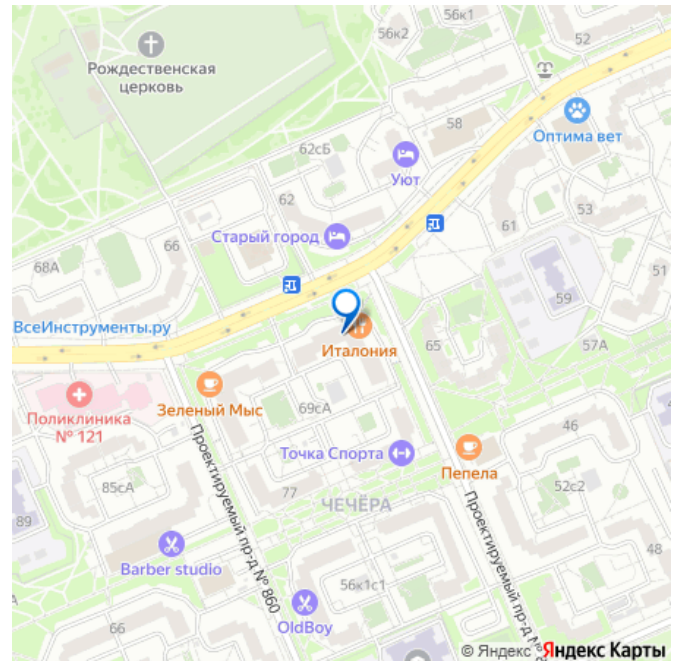 56к1
56к2
52
Рождественская
церковь
58
Оптима вет
62сБ
Уют
62
53
61
Старый город
66
51
68А
59
ВсеИнструменты.ру
Италония
65
57А
Зеленый Мыс
69сА
Поликлиника
№ 121
46
Точка Спорта
Пепела
85сА
77
52с2
ЧЕЧЁРА
89
Проектируемый пр-д № 860
Проектируемый пр-д №
48
Barber studio
56к1с1
66
OldBoy
© Яндекс Яндекс Карты